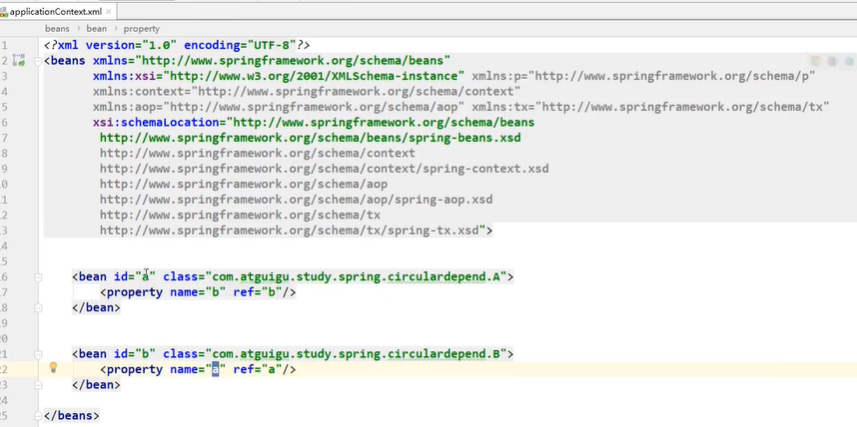 applicationContext.xml
beans bean property
1 <?xml version="1.0" encoding="UTF-8"?>
2 <beans xmlns="http://www.springframework.org/schema/beans"
3 xmlns:xsi="http://www.w3.org/2001/XMLSchema-instance" xmlns:p="http://www.springframework.org/schema/p"
4 xmlns:context="http://www.springframework.org/schema/context"
5 xmlns:aop="http://www.springframework.org/schema/aop" xmlns:tx="http://www.springframework.org/schema/tx"
6 xsi:schemaLocation="http://www.springframework.org/schema/beans
7 http://www.springframework.org/schema/beans/spring-beans.xsd
8 http://www.springframework.org/schema/context
9 http://www.springframework.org/schema/context/spring-context.xsd
0 http://www.springframework.org/schema/aop
1 http://www.springframework.org/schema/aop/spring-aop.xsd
2 http://www.springframework.org/schema/tx
3 http://www.springframework.org/schema/tx/spring-tx.xsd">
4
5
6 <bean id="a" class="com.atguigu.study.spring.circulardepend.A">
7 <property name="b" ref="b"/>
8 </bean>
9
0
1 <bean id="b" class="com.atguigu.study.spring.circulardepend.B">
2 <property name="a" ref="a"/>
3 </bean>
4
5 </beans>